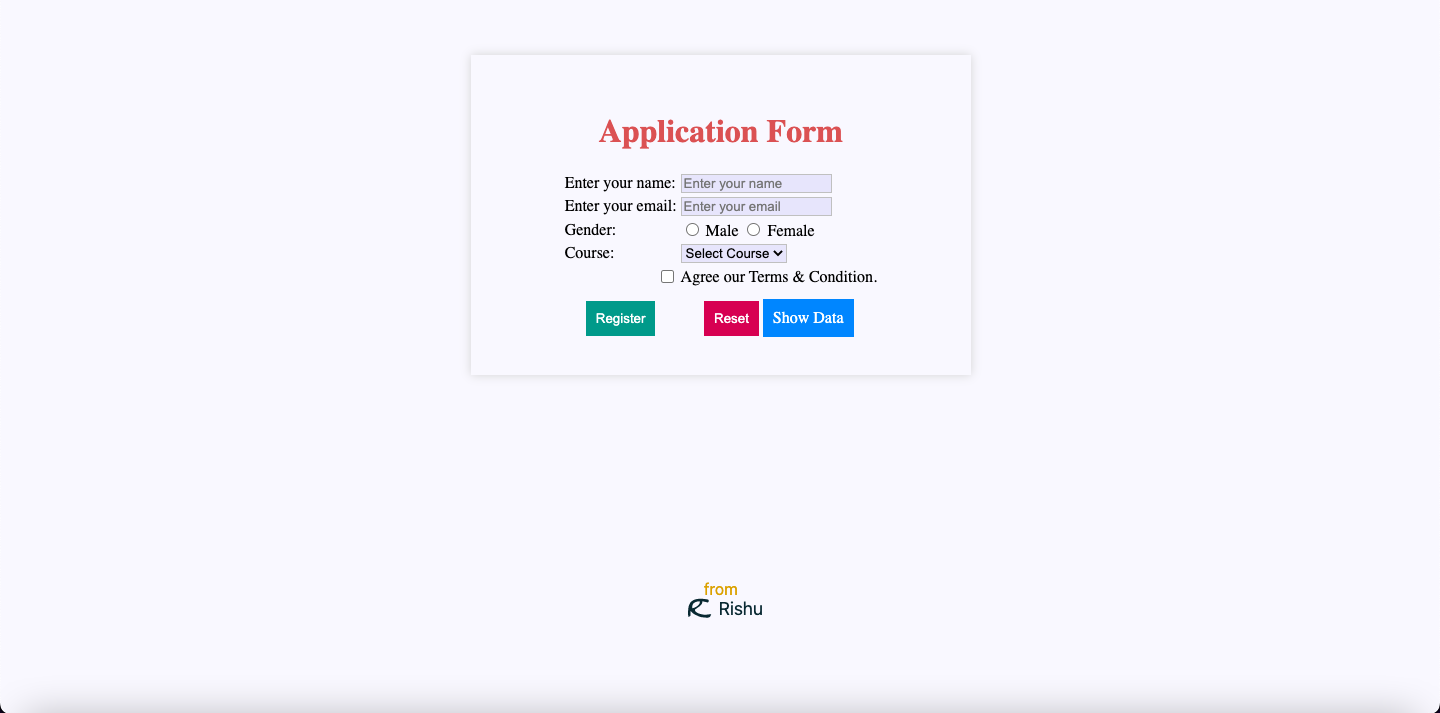 Application Form
Enter your name: Enter your name
Enter your email: Enter your email
Gender: Male Female
Course: Select Course
Agree our Terms & Condition.
Register Reset Show Data
from
Rishu